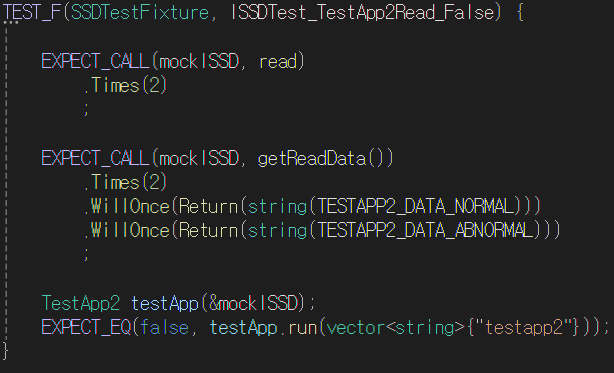 TEST_F(SSDTestFixture, ISSDTest_TestApp2Read_False) {
EXPECT_CALL(mockISSD, read)
.Times(2)
;
EXPECT_CALL(mockISSD, getReadData())
.Times(2)
.WillOnce(Return(string(TESTAPP2_DATA_NORMAL)))
.WillOnce(Return(string(TESTAPP2_DATA_ABNORMAL)))
;
TestApp2 testApp(&mockISSD);
EXPECT_EQ(false, testApp.run(vector<string>{"testapp2"}));
}